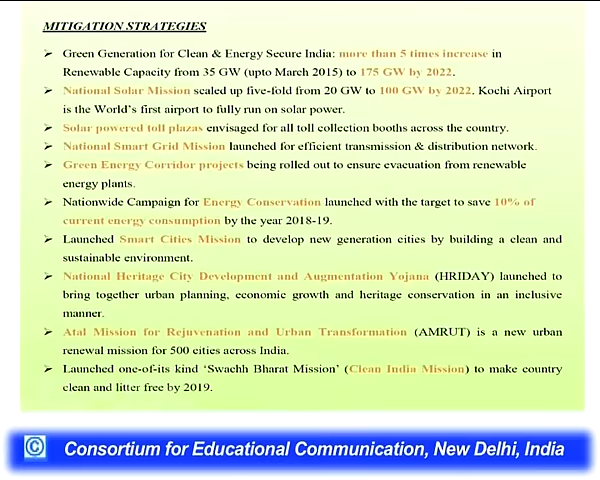 MITIGATION STRATEGIES
➢ Green Generation for Clean & Energy Secure India: more than 5 times increase in
Renewable Capacity from 35 GW (upto March 2015) to 175 GW by 2022.
➢ National Solar Mission scaled up five-fold from 20 GW to 100 GW by 2022. Kochi Airport
is the World's first airport to fully run on solar power.
➢ Solar powered toll plazas envisaged for all toll collection booths across the country.
➢ National Smart Grid Mission launched for efficient transmission & distribution network.
➢ Green Energy Corridor projects being rolled out to ensure evacuation from renewable
energy plants.
➢ Nationwide Campaign for Energy Conservation launched with the target to save 10% of
current energy consumption by the year 2018-19.
➢ Launched Smart Cities Mission to develop new generation cities by building a clean and
sustainable environment.
➢ National Heritage City Development and Augmentation Yojana (HRIDAY) launched to
bring together urban planning, economic growth and heritage conservation in an inclusive
manner.
➢ Atal Mission for Rejuvenation and Urban Transformation (AMRUT) is a new urban
renewal mission for 500 cities across India.
➢ Launched one-of-its kind 'Swachh Bharat Mission' (Clean India Mission) to make country
clean and litter free by 2019.
© Consortium for Educational Communication, New Delhi, India